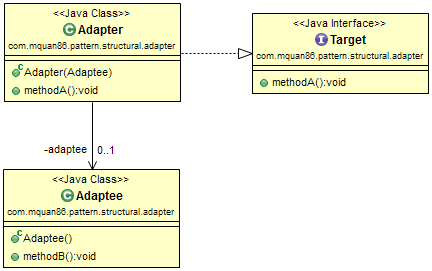 <<Java Class>>
Adapter
com.mquan86.pattern.structural.adapter
Adapter(Adaptee)
methodA():void
<<Java Interface>>
Target
com.mquan86.pattern.structural.adapter
methodA():void
-adaptee 0..1
<<Java Class>>
Adaptee
com.mquan86.pattern.structural.adapter
Adaptee()
methodB():void